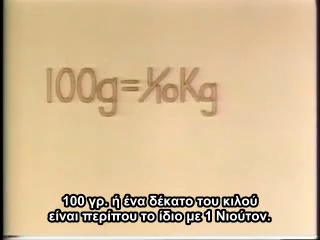 100g=1/10Kg
100 γρ. ή ένα δέκατο του κιλού
είναι περίπου το ίδιο με 1 Νιούτον.